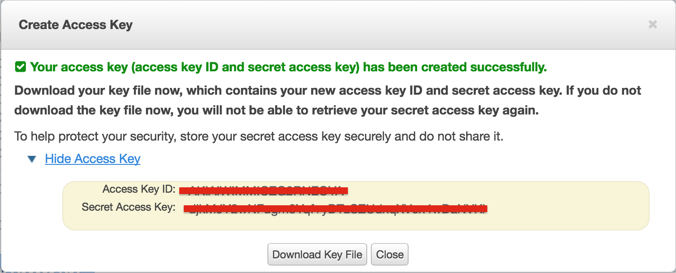 Create Access Key
Your access key (access key ID and secret access key) has been created successfully.
Download your key file now, which contains your new access key ID and secret access key. If you do not
download the key file now, you will not be able to retrieve your secret access key again.
To help protect your security, store your secret access key securely and do not share it.
Hide Access Key
Access Key ID:
Secret Access Key:
Download Key File Close